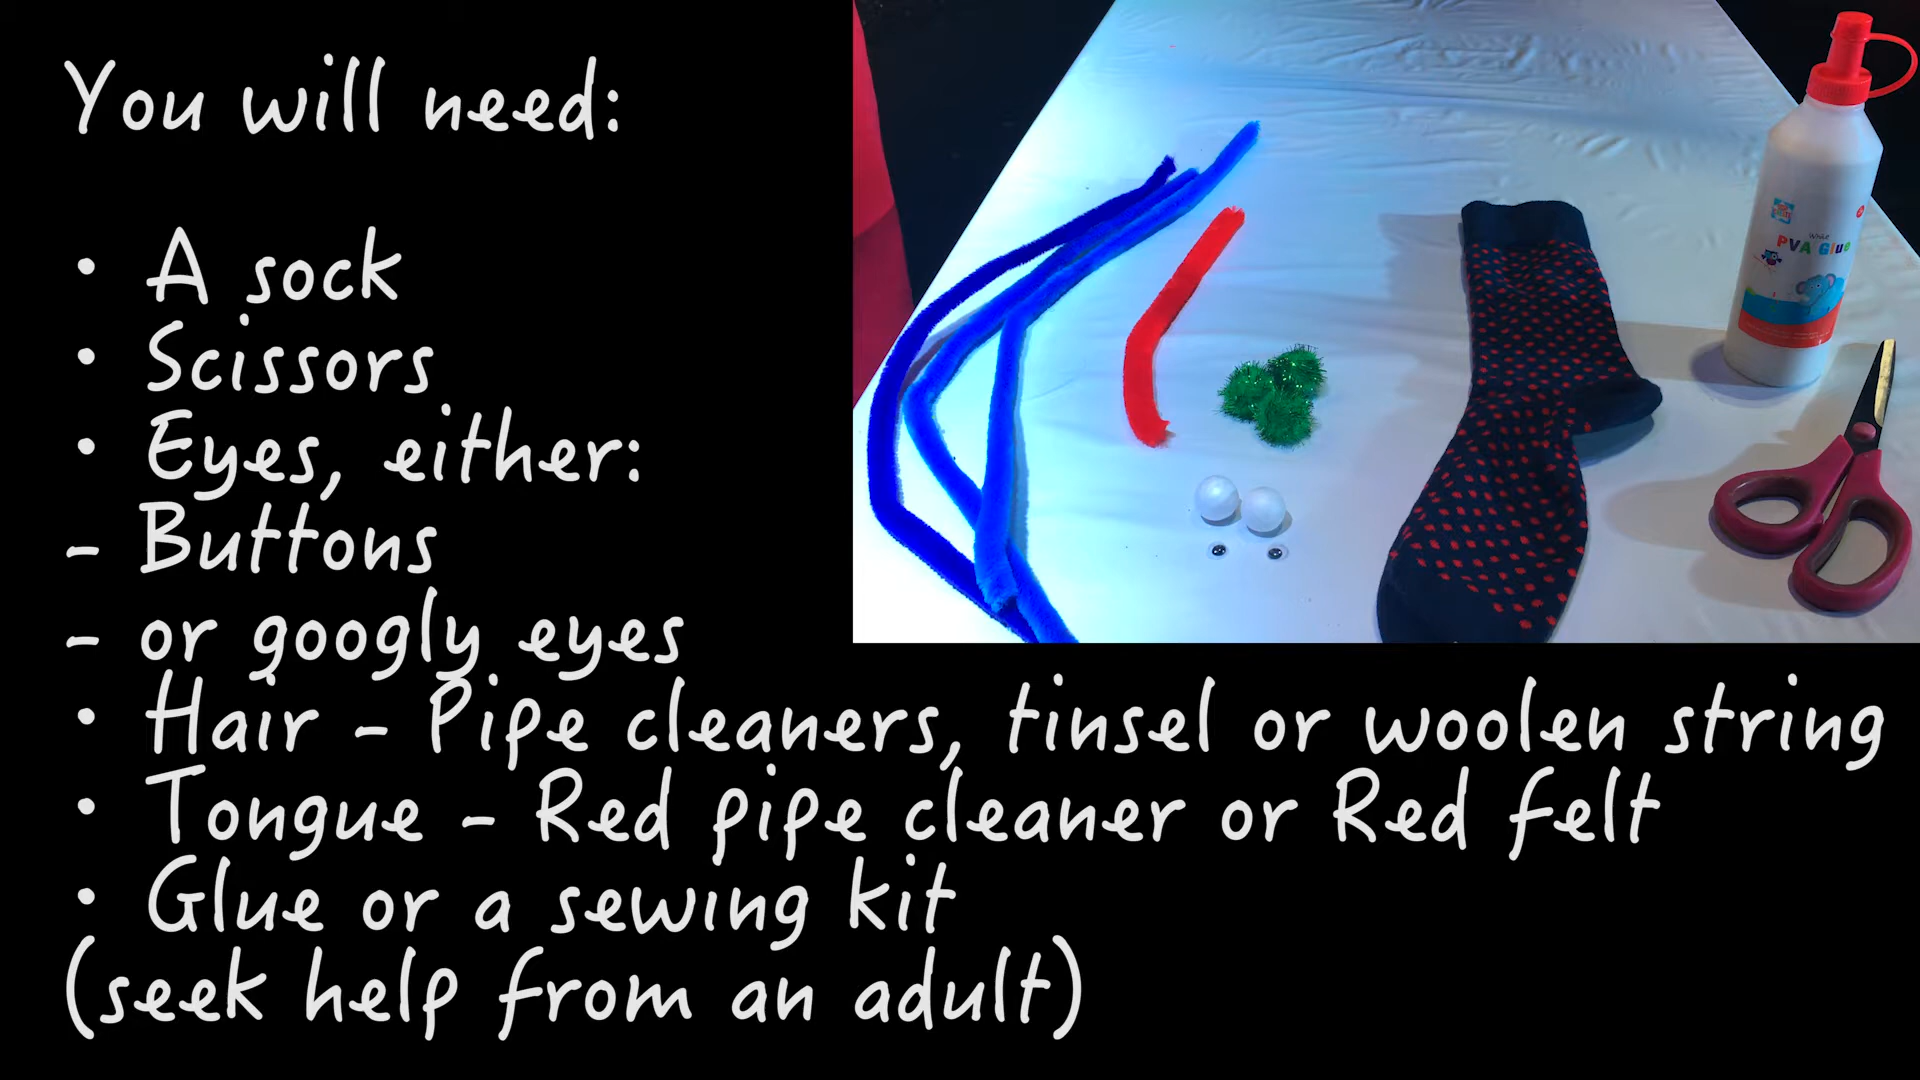 You will need:
• A sock
• Scissors
• Eyes, either:
- Buttons
- or googly eyes
• Hair - Pipe cleaners, tinsel or woolen string
• Tongue - Red pipe cleaner or Red felt
• Glue or a sewing kit
(seek help from an adult)
White
PVA Glue